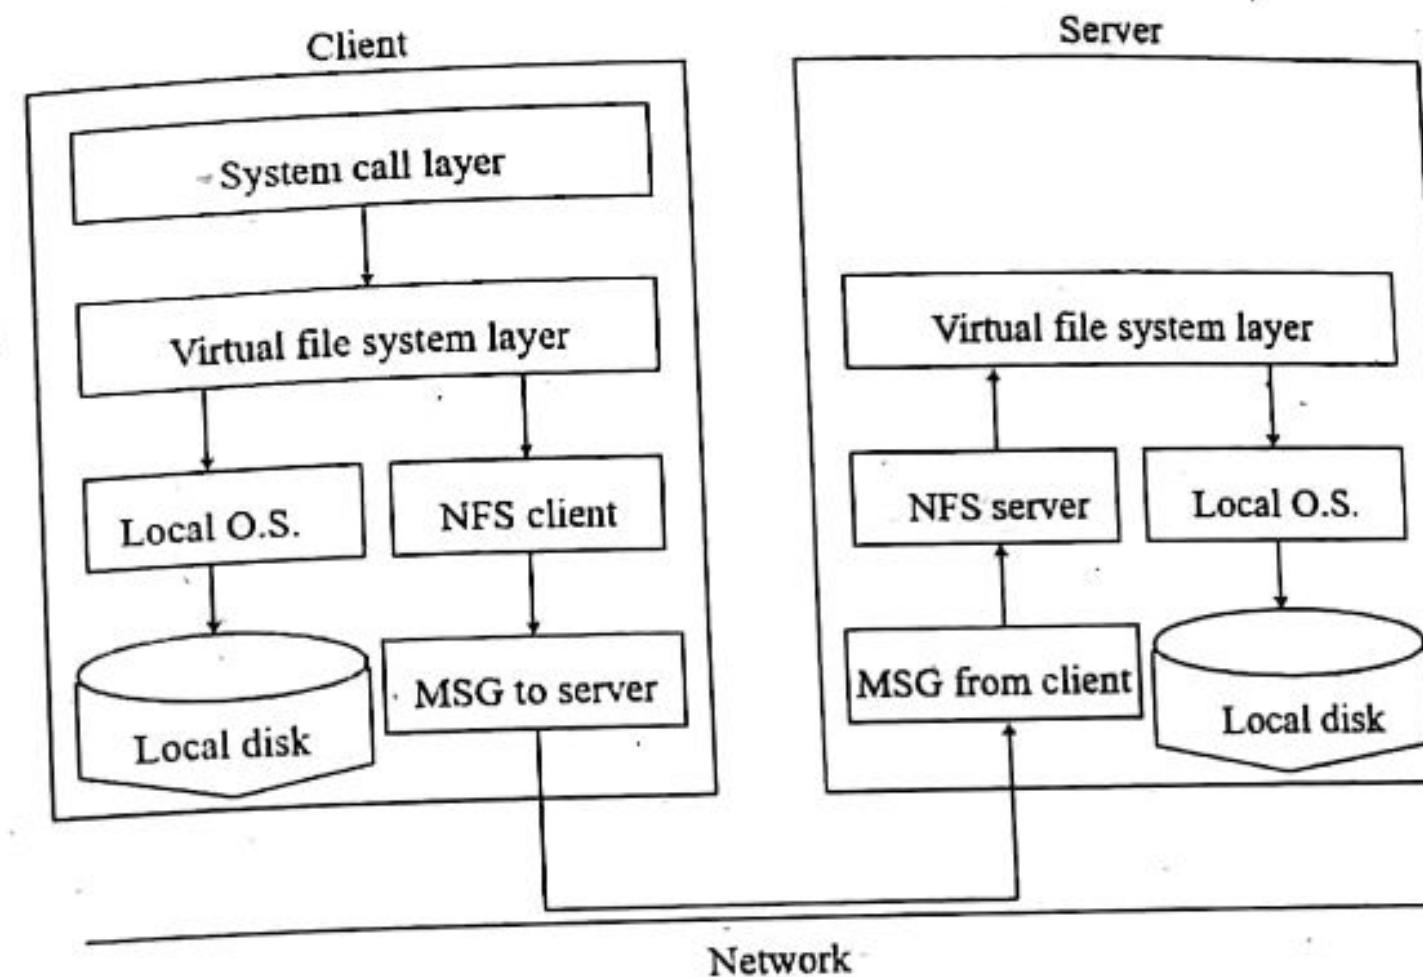 Client
System call layer
Virtual file system layer
Local O.S.
NFS client
Local disk
MSG to server
Server
Virtual file system layer
NFS server
Local O.S.
MSG from client
Local disk
Network